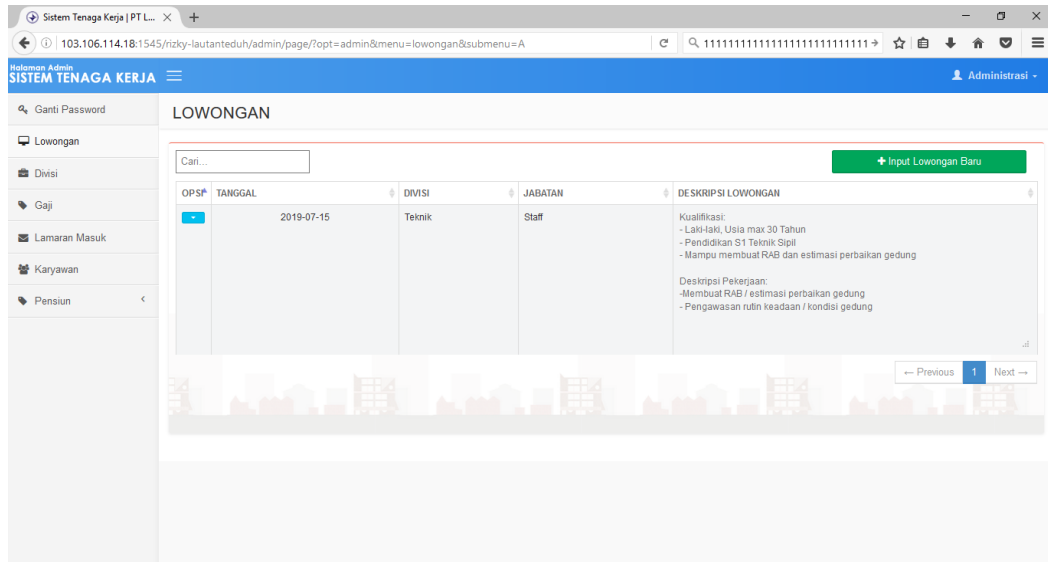 Sistem Tenaga Kerja | PT L...
103.106.114.18:1545/rizky-lautanteduh/admin/page/?opt=admin&menu=lowongan&submenu=A
Halaman Admin
SISTEM TENAGA KERJA
Administrasi
Ganti Password
Lowongan
Divisi
Gaji
Lamaran Masuk
Karyawan
Pensiun
LOWONGAN
Cari...
+ Input Lowongan Baru
OPSI TANGGAL DIVISI JABATAN DESKRIPSI LOWONGAN
2019-07-15 Teknik Staff
Kualifikasi:
- Laki-laki, Usia max 30 Tahun
- Pendidikan S1 Teknik Sipil
- Mampu membuat RAB dan estimasi perbaikan gedung
Deskripsi Pekerjaan:
-Membuat RAB / estimasi perbaikan gedung
- Pengawasan rutin keadaan / kondisi gedung
← Previous 1 Next →